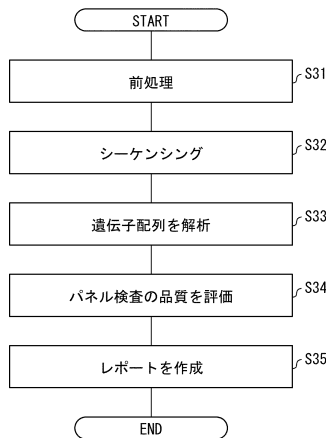 START
前処理
S31
シーケンシング
S32
遺伝子配列を解析
S33
パネル検査の品質を評価
S34
レポートを作成
S35
END